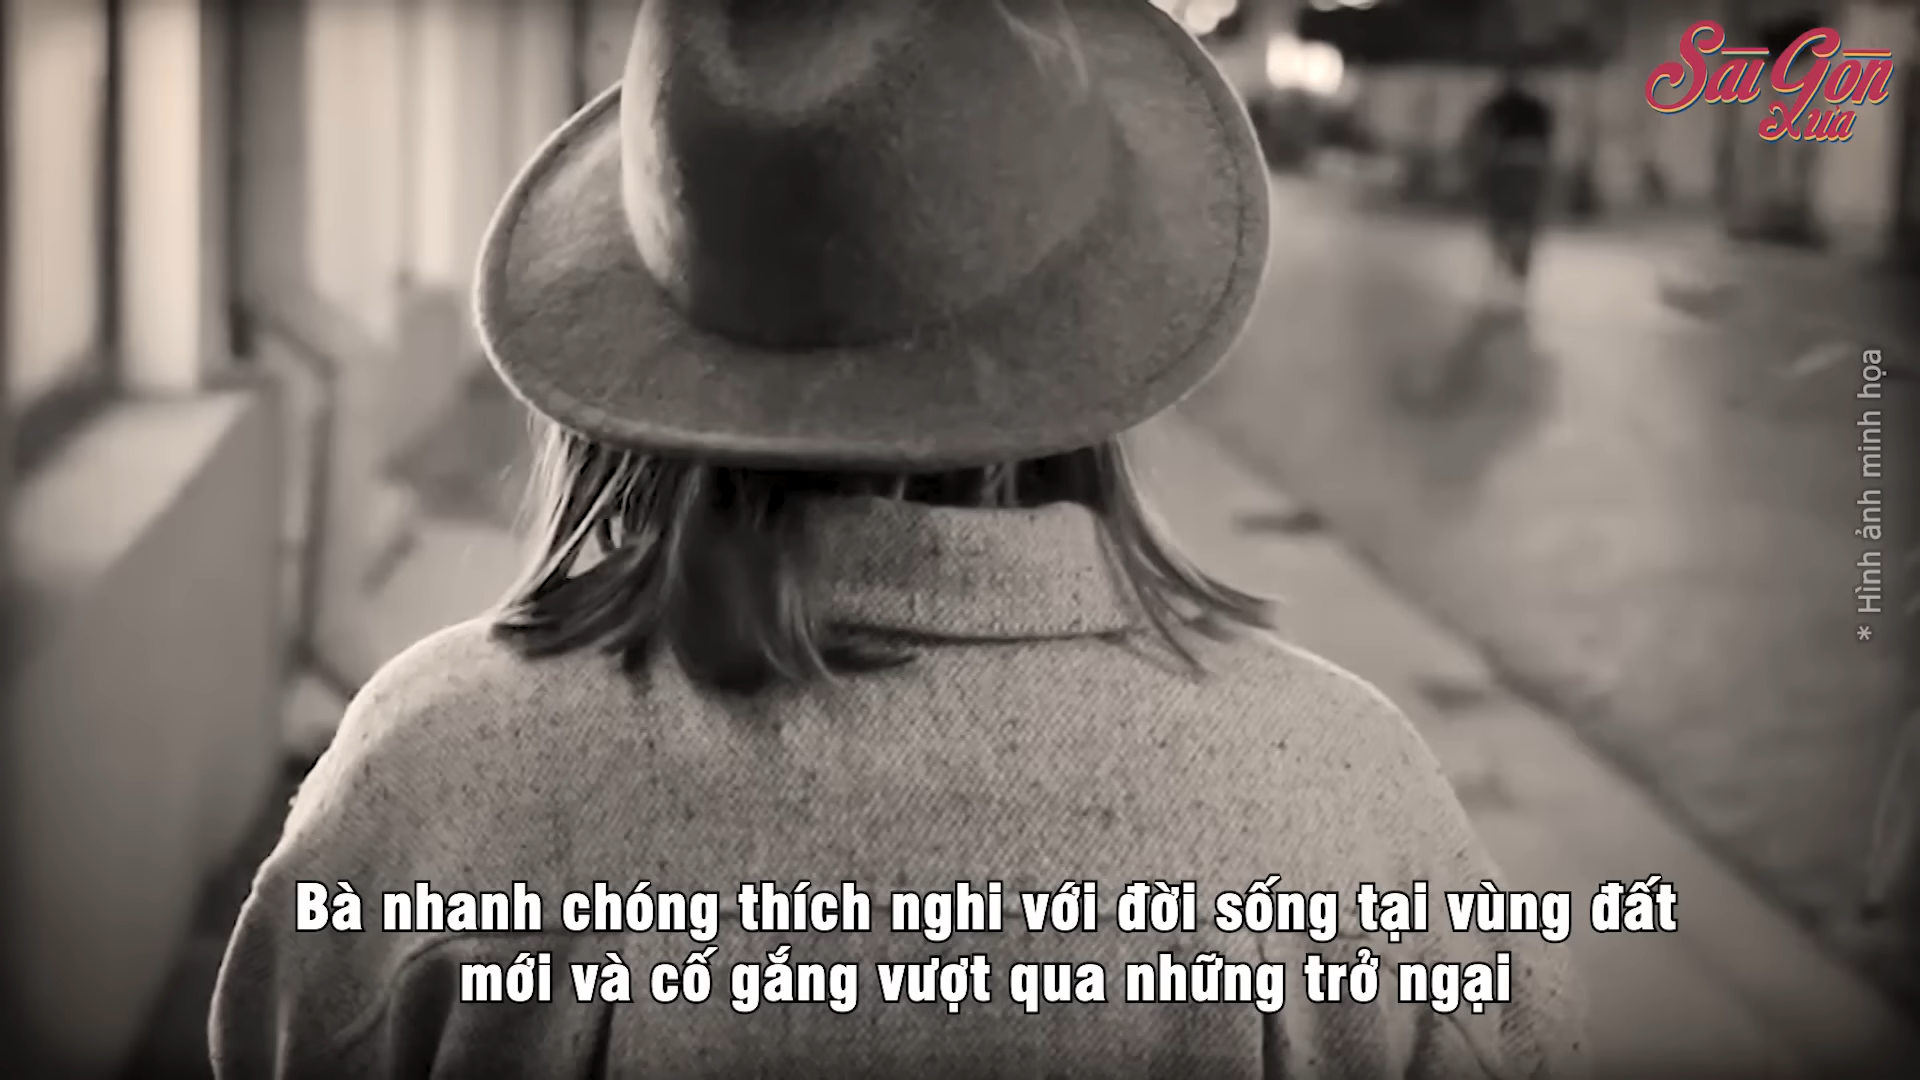 Sài Gòn
Xưa
* Hình ảnh minh họa
Bà nhanh chóng thích nghi với đời sống tại vùng đất
mới và cố gắng vượt qua những trở ngại